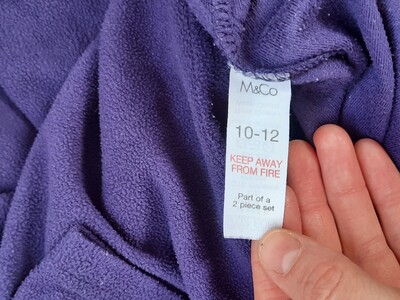 M&Co
10-12
KEEP AWAY
FROM FIRE
Part of a
2 piece set